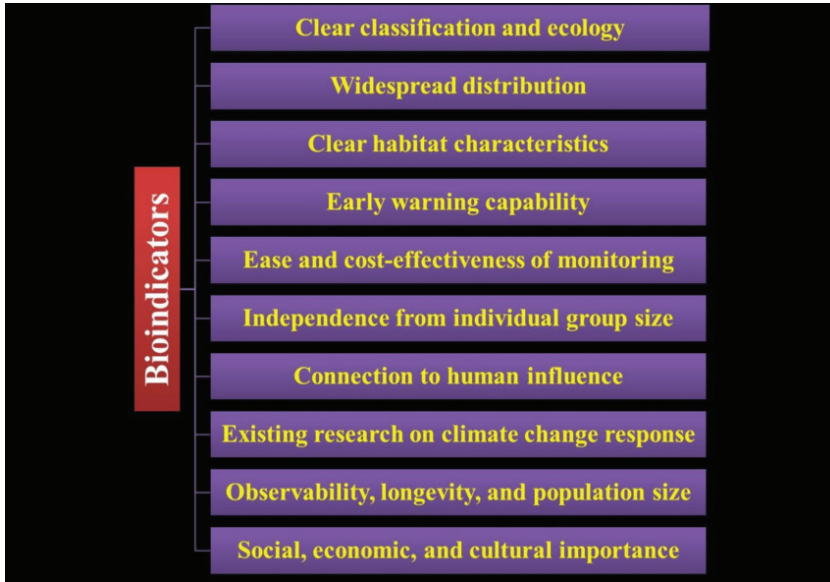 Bioindicators
Clear classification and ecology
Widespread distribution
Clear habitat characteristics
Early warning capability
Ease and cost-effectiveness of monitoring
Independence from individual group size
Connection to human influence
Existing research on climate change response
Observability, longevity, and population size
Social, economic, and cultural importance